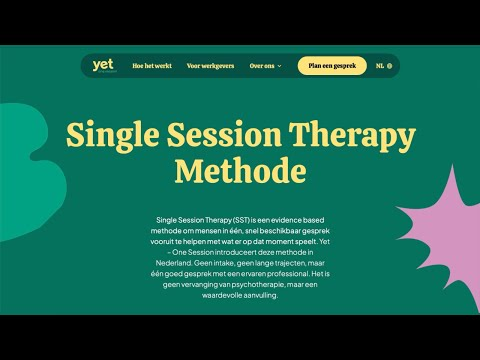 yet
Hoe het werkt
Voor werkgevers
Over ons
Plan een gesprek
NL
Single Session Therapy
Methode
Single Session Therapy (SST) is een evidence based
methode om mensen in één, snel beschikbaar gesprek
vooruit te helpen met wat er op dat moment speelt. Yet
– One Session introduceert deze methode in
Nederland. Geen intake, geen lange trajecten, maar
één goed gesprek met een ervaren professional. Het is
geen vervanging van psychotherapie, maar een
waardevolle aanvulling.